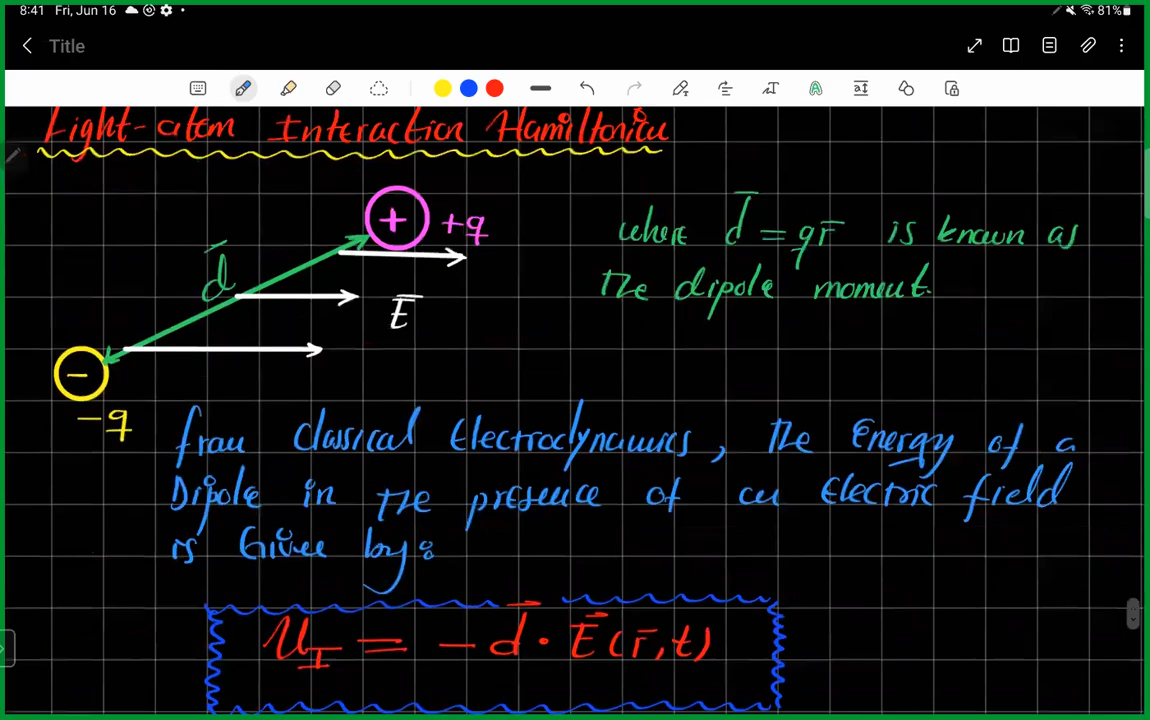 8:41 Fri, Jun 16
81%
Title
Light-atom Interaction Hamiltonian
+
+q
where d̄ = qr̄ is known as
the dipole moment.
d̄
Ē
−
−q
from Classical Electrodynamics, the Energy of a
Dipole in the presence of an Electric field
is Given by:
U_I = −d⃗ · E⃗(r̄,t)